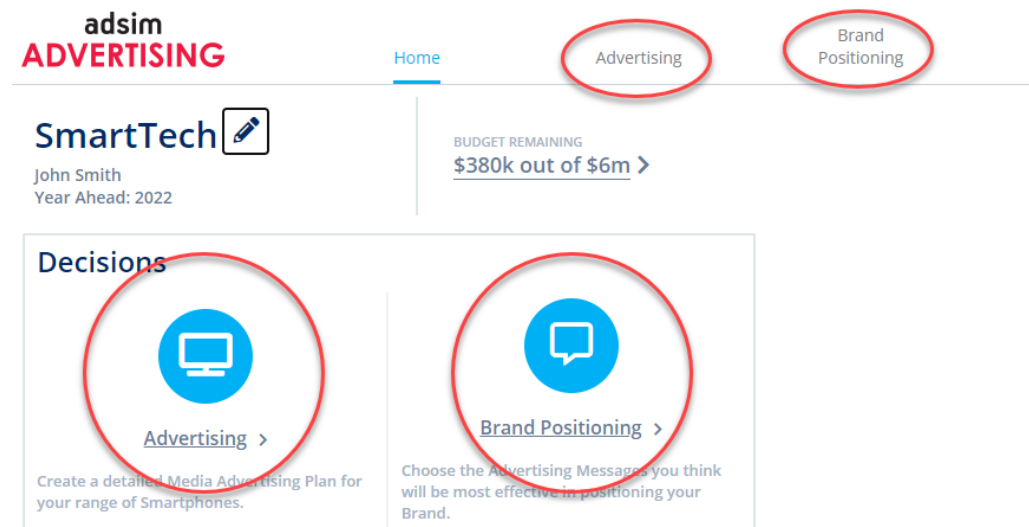 adsim
ADVERTISING
Home
Advertising
Brand
Positioning
SmartTech
John Smith
Year Ahead: 2022
BUDGET REMAINING
$380k out of $6m
Decisions
Advertising
Create a detailed Media Advertising Plan for
your range of Smartphones.
Brand Positioning
Choose the Advertising Messages you think
will be most effective in positioning your
Brand.